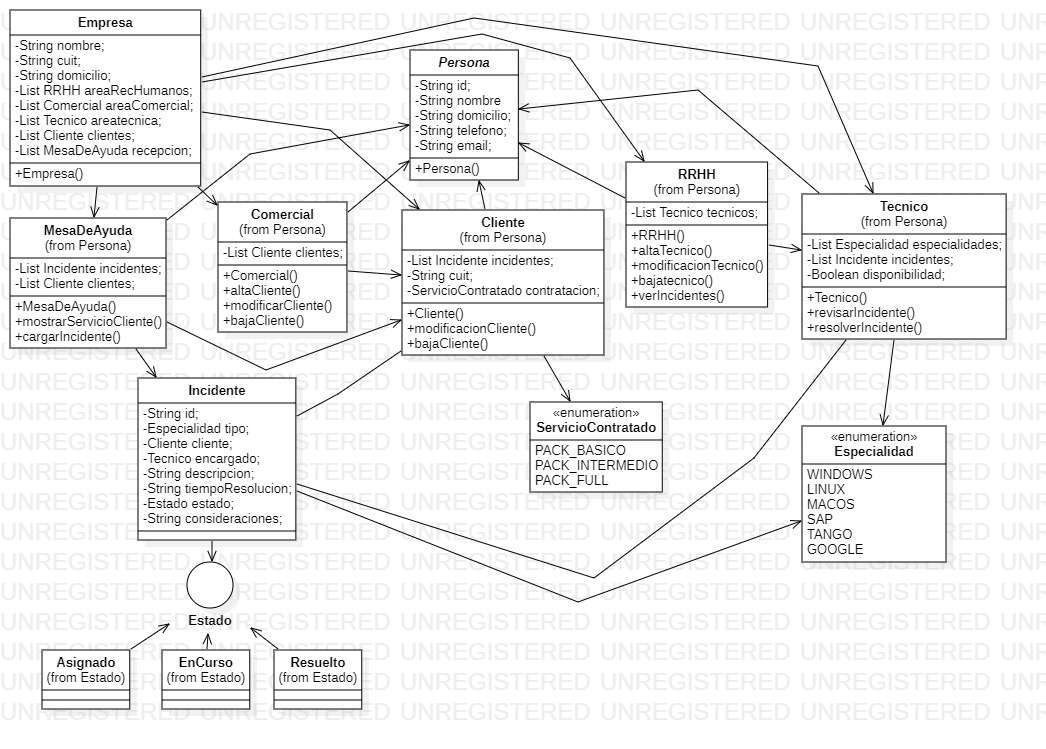 Empresa
-String nombre;
-String cuit;
-String domicilio;
-List RRHH areaRecHumanos;
-List Comercial areaComercial;
-List Tecnico areatecnica;
-List Cliente clientes;
-List MesaDeAyuda recepcion;
+Empresa()
Persona
-String id;
-String nombre
-String domicilio;
-String telefono;
-String email;
+Persona()
MesaDeAyuda
(from Persona)
-List Incidente incidentes;
-List Cliente clientes;
+MesaDeAyuda()
+mostrarServicioCliente()
+cargarIncidente()
Comercial
(from Persona)
-List Cliente clientes;
+Comercial()
+altaCliente()
+modificarCliente()
+bajaCliente()
Cliente
(from Persona)
-List Incidente incidentes;
-String cuit;
-ServicioContratado contratacion;
+Cliente()
+modificacionCliente()
+bajaCliente()
RRHH
(from Persona)
-List Tecnico tecnicos;
+RRHH()
+altaTecnico()
+modificacionTecnico()
+bajatecnico()
+verIncidentes()
Tecnico
(from Persona)
-List Especialidad especialidades;
-List Incidente incidentes;
-Boolean disponibilidad;
+Tecnico()
+revisarIncidente()
+resolverIncidente()
Incidente
-String id;
-Especialidad tipo;
-Cliente cliente;
-Tecnico encargado;
-String descripcion;
-String tiempoResolucion;
-Estado estado;
-String consideraciones;
«enumeration»
ServicioContratado
PACK_BASICO
PACK_INTERMEDIO
PACK_FULL
«enumeration»
Especialidad
WINDOWS
LINUX
MACOS
SAP
TANGO
GOOGLE
Estado
Asignado
(from Estado)
EnCurso
(from Estado)
Resuelto
(from Estado)
UNREGISTERED